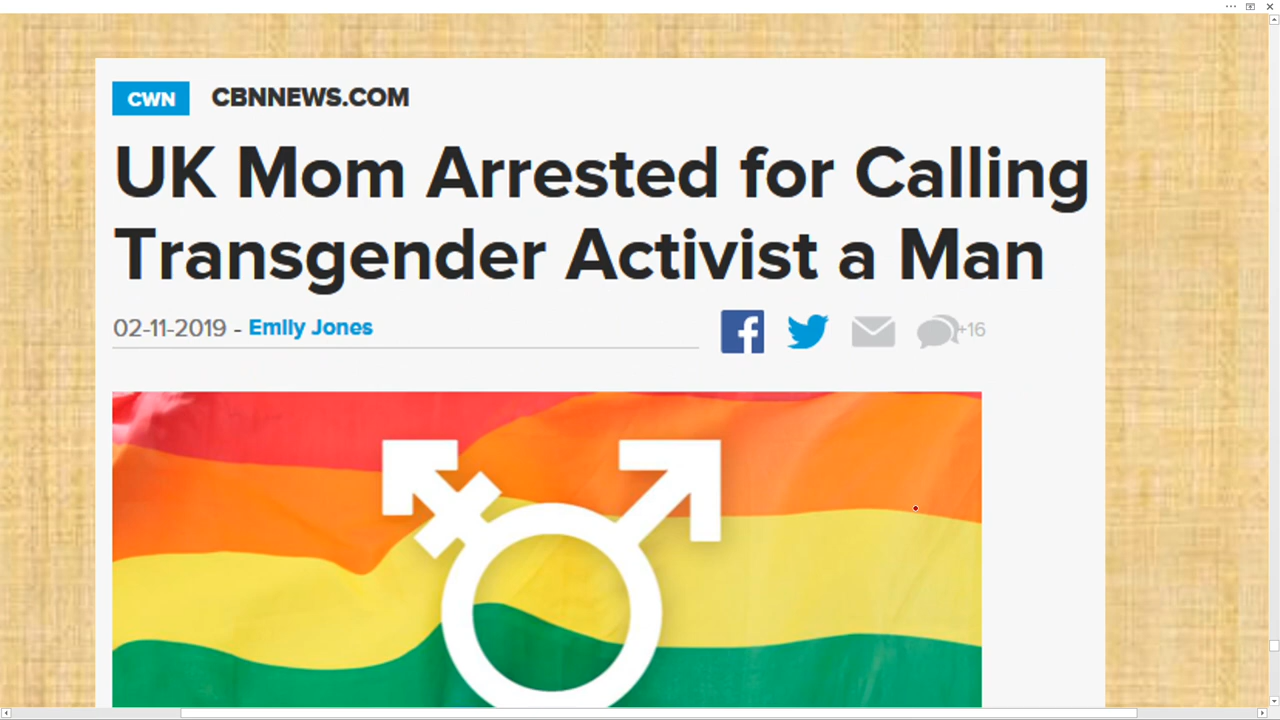 CWN CBNNEWS.COM
UK Mom Arrested for Calling
Transgender Activist a Man
02-11-2019 - Emily Jones
+16